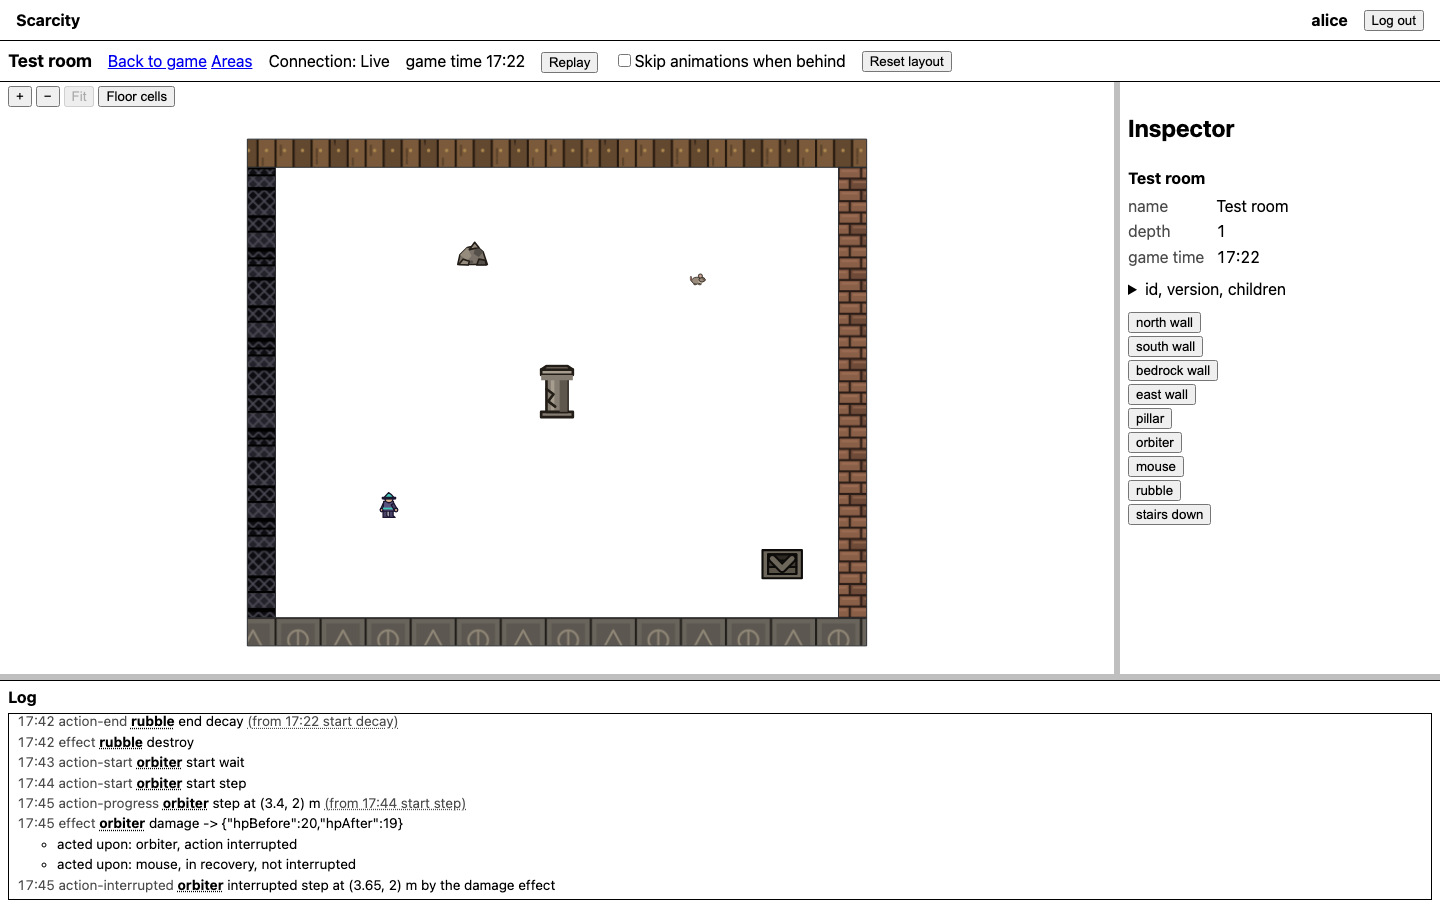 Scarcity
alice
Log out
Test room
Back to game
Areas
Connection: Live
game time 17:22
Replay
Skip animations when behind
Reset layout
+
−
Fit
Floor cells
Inspector
Test room
name Test room
depth 1
game time 17:22
▶ id, version, children
north wall
south wall
bedrock wall
east wall
pillar
orbiter
mouse
rubble
stairs down
Log
17:42 action-end rubble end decay (from 17:22 start decay)
17:42 effect rubble destroy
17:43 action-start orbiter start wait
17:44 action-start orbiter start step
17:45 action-progress orbiter step at (3.4, 2) m (from 17:44 start step)
17:45 effect orbiter damage -> {"hpBefore":20,"hpAfter":19}
acted upon: orbiter, action interrupted
acted upon: mouse, in recovery, not interrupted
17:45 action-interrupted orbiter interrupted step at (3.65, 2) m by the damage effect